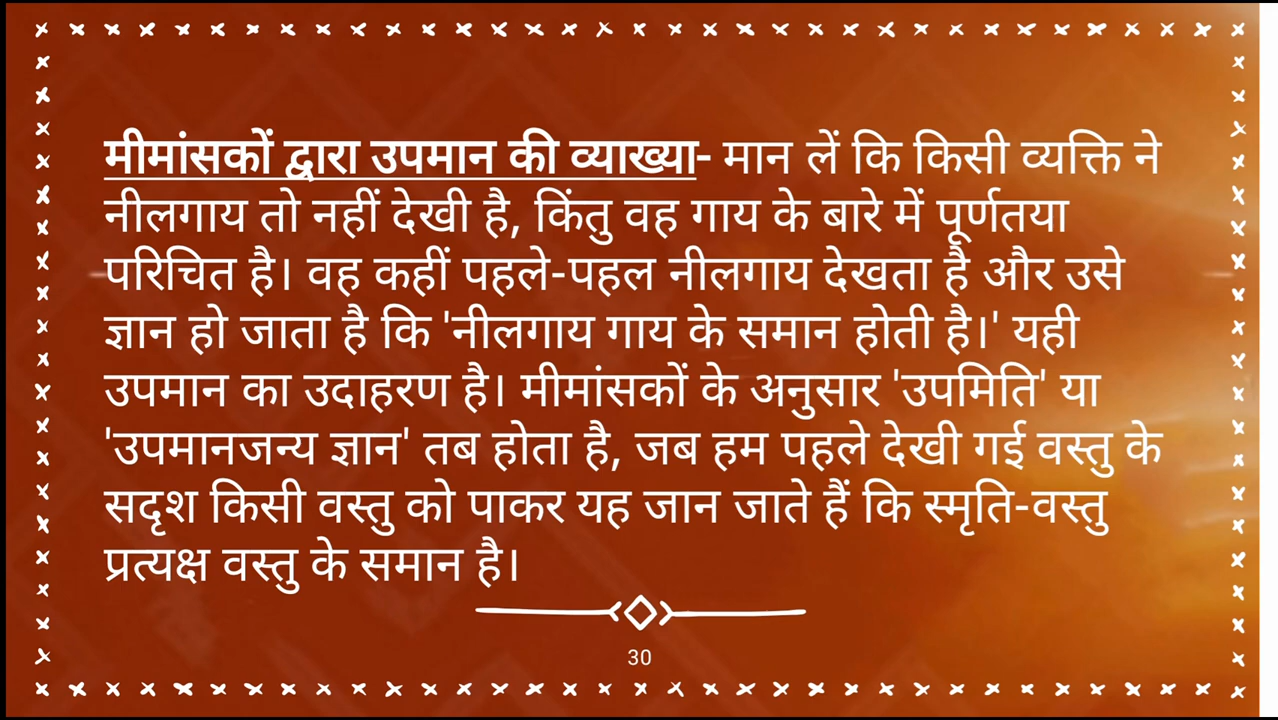 मीमांसकों द्वारा उपमान की व्याख्या- मान लें कि किसी व्यक्ति ने
नीलगाय तो नहीं देखी है, किंतु वह गाय के बारे में पूर्णतया
परिचित है। वह कहीं पहले-पहल नीलगाय देखता है और उसे
ज्ञान हो जाता है कि 'नीलगाय गाय के समान होती है।' यही
उपमान का उदाहरण है। मीमांसकों के अनुसार 'उपमिति' या
'उपमानजन्य ज्ञान' तब होता है, जब हम पहले देखी गई वस्तु के
सदृश किसी वस्तु को पाकर यह जान जाते हैं कि स्मृति-वस्तु
प्रत्यक्ष वस्तु के समान है।
30